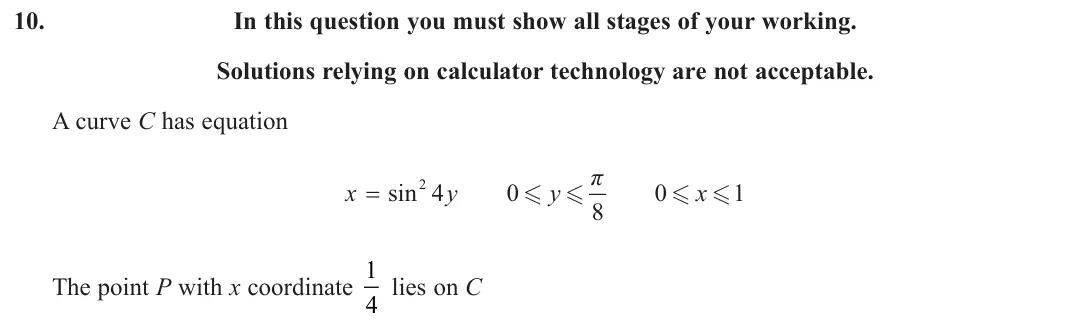 10. In this question you must show all stages of your working.
Solutions relying on calculator technology are not acceptable.
A curve C has equation
x = sin² 4y   0 ⩽ y ⩽ π/8   0 ⩽ x ⩽ 1
The point P with x coordinate 1/4 lies on C